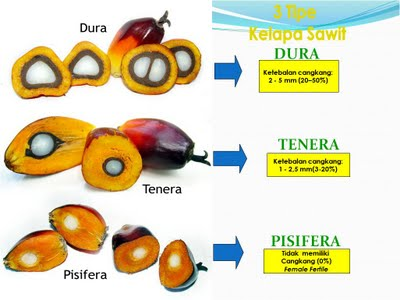 3 Tipe
Kelapa Sawit
Dura
DURA
Ketebalan cangkang:
2 - 5 mm (20–50%)
Tenera
TENERA
Ketebalan cangkang:
1 - 2,5 mm(3-20%)
Pisifera
PISIFERA
Tidak memiliki
Cangkang (0%)
Female Fertile